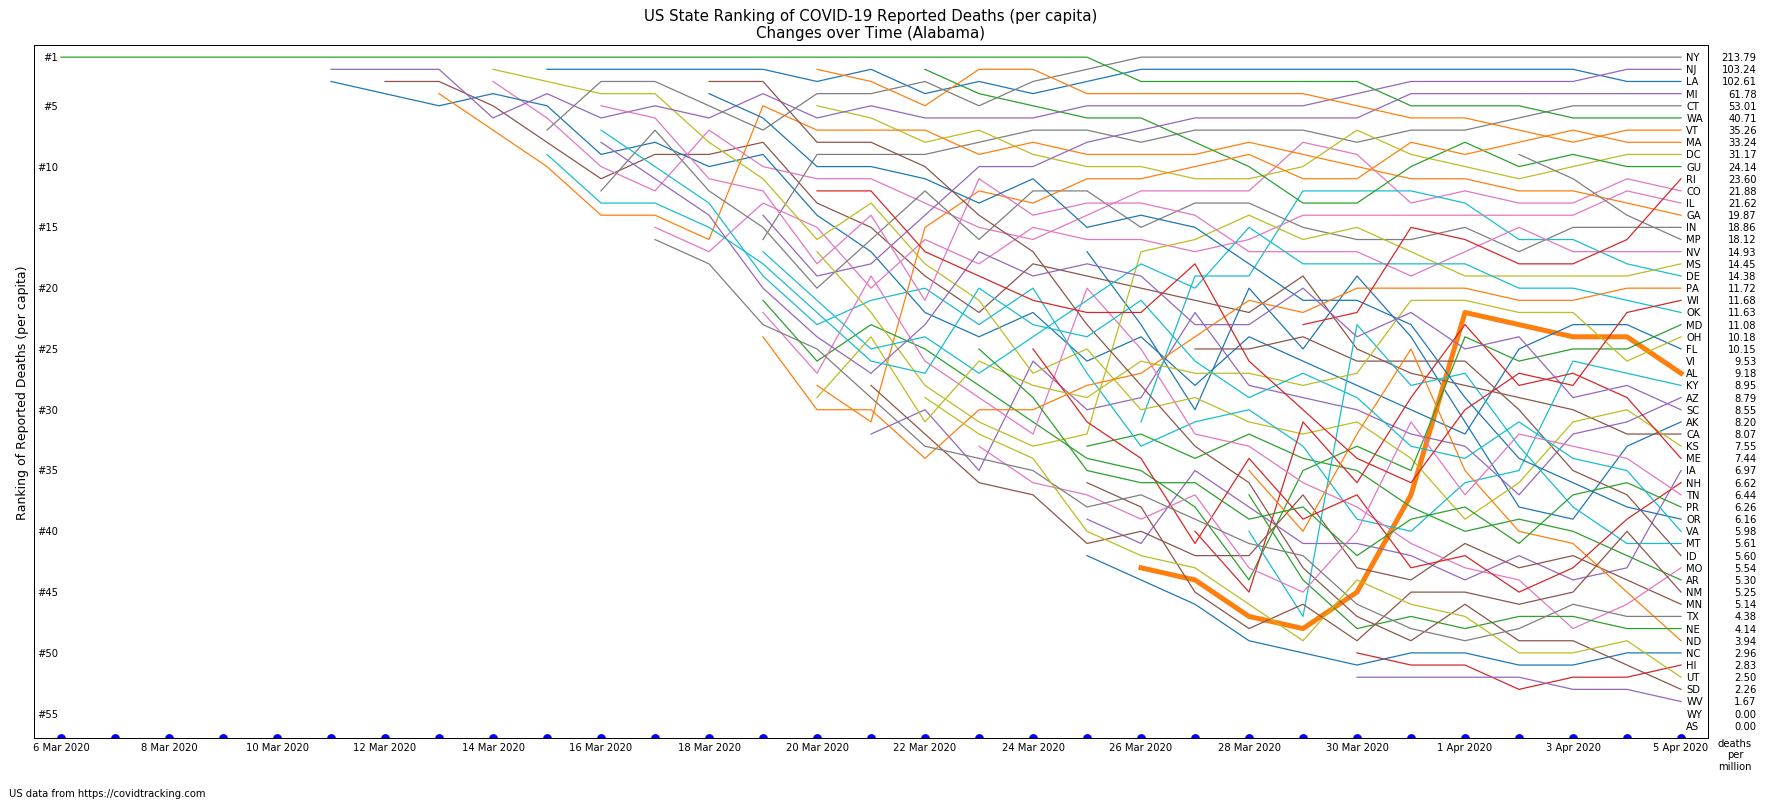 US State Ranking of COVID-19 Reported Deaths (per capita)
Changes over Time (Alabama)
Ranking of Reported Deaths (per capita)
#1
#5
#10
#15
#20
#25
#30
#35
#40
#45
#50
#55
NY 213.79
NJ 103.24
LA 102.61
MI 61.78
CT 53.01
WA 40.71
VT 35.26
MA 33.24
DC 31.17
GU 24.14
RI 23.60
CO 21.88
IL 21.62
GA 19.87
IN 18.86
MP 18.12
NV 14.93
MS 14.45
DE 14.38
PA 11.72
WI 11.68
OK 11.63
MD 11.08
OH 10.18
FL 10.15
VI 9.53
AL 9.18
KY 8.95
AZ 8.79
SC 8.55
AK 8.20
CA 8.07
KS 7.55
ME 7.44
IA 6.97
NH 6.62
TN 6.44
PR 6.26
OR 6.16
VA 5.98
MT 5.61
ID 5.60
MO 5.54
AR 5.30
NM 5.25
MN 5.14
TX 4.38
NE 4.14
ND 3.94
NC 2.96
HI 2.83
UT 2.50
SD 2.26
WV 1.67
WY 0.00
AS 0.00
6 Mar 2020 8 Mar 2020 10 Mar 2020 12 Mar 2020 14 Mar 2020 16 Mar 2020 18 Mar 2020 20 Mar 2020 22 Mar 2020 24 Mar 2020 26 Mar 2020 28 Mar 2020 30 Mar 2020 1 Apr 2020 3 Apr 2020 5 Apr 2020
deaths
per
million
US data from https://covidtracking.com